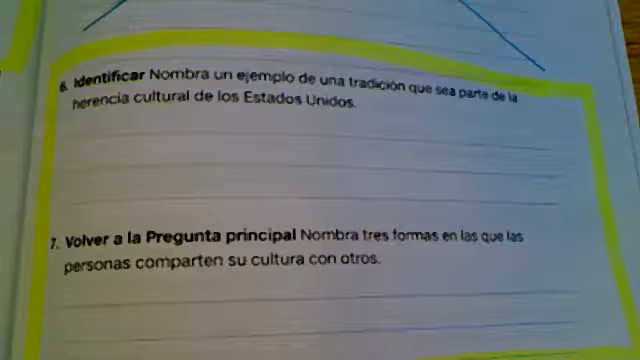 6. Identificar Nombra un ejemplo de una tradición que sea parte de la
herencia cultural de los Estados Unidos.
7. Volver a la Pregunta principal Nombra tres formas en las que las
personas comparten su cultura con otros.